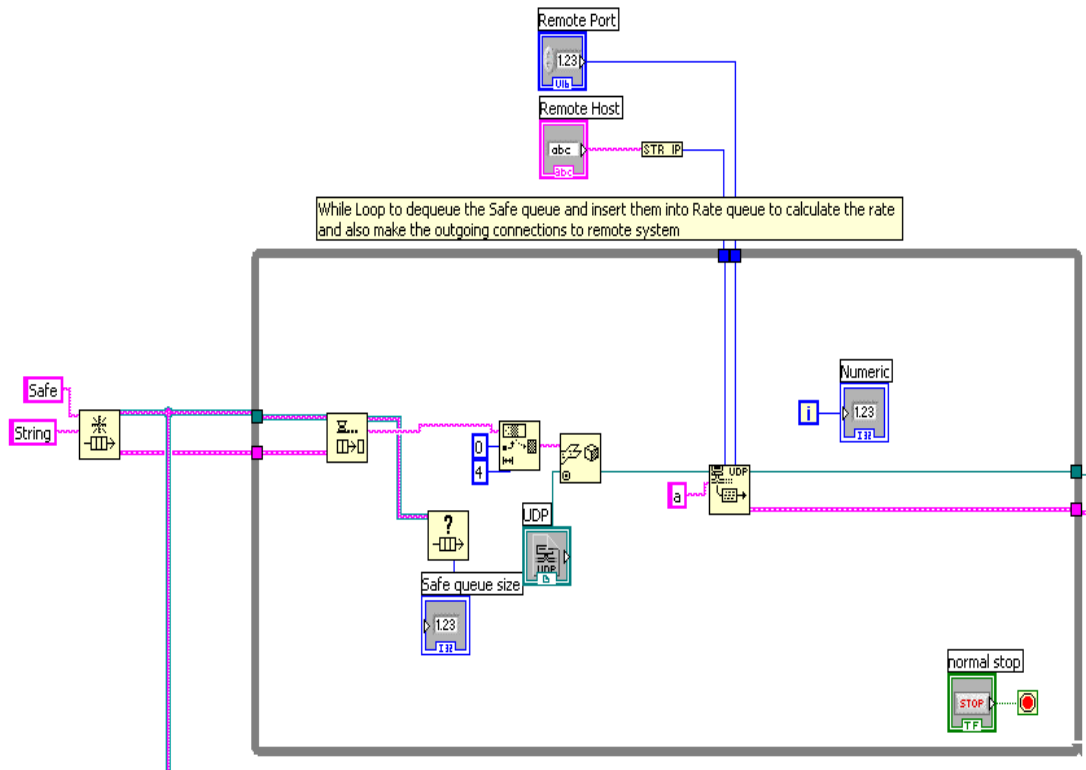 Remote Port
1.23
U16
Remote Host
abc
abc
STR IP
While Loop to dequeue the Safe queue and insert them into Rate queue to calculate the rate
and also make the outgoing connections to remote system
Safe
String
0
4
?
UDP
UDP
a
UDP
i
Numeric
1.23
I32
Safe queue size
1.23
I32
normal stop
STOP
TF